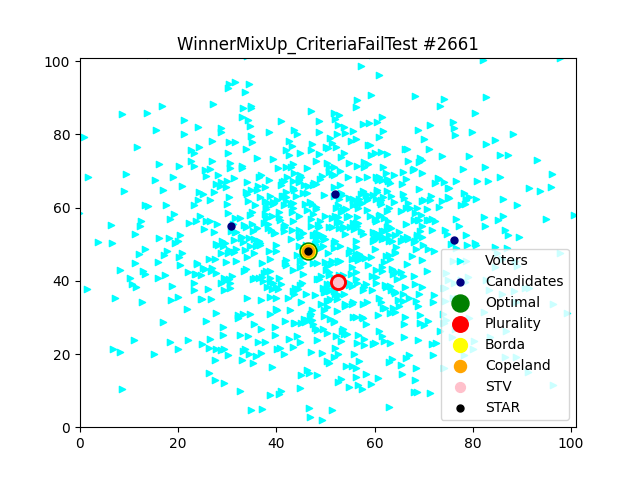 WinnerMixUp_CriteriaFailTest #2661
100
80
60
40
20
0
0
20
40
60
80
100
Voters
Candidates
Optimal
Plurality
Borda
Copeland
STV
STAR